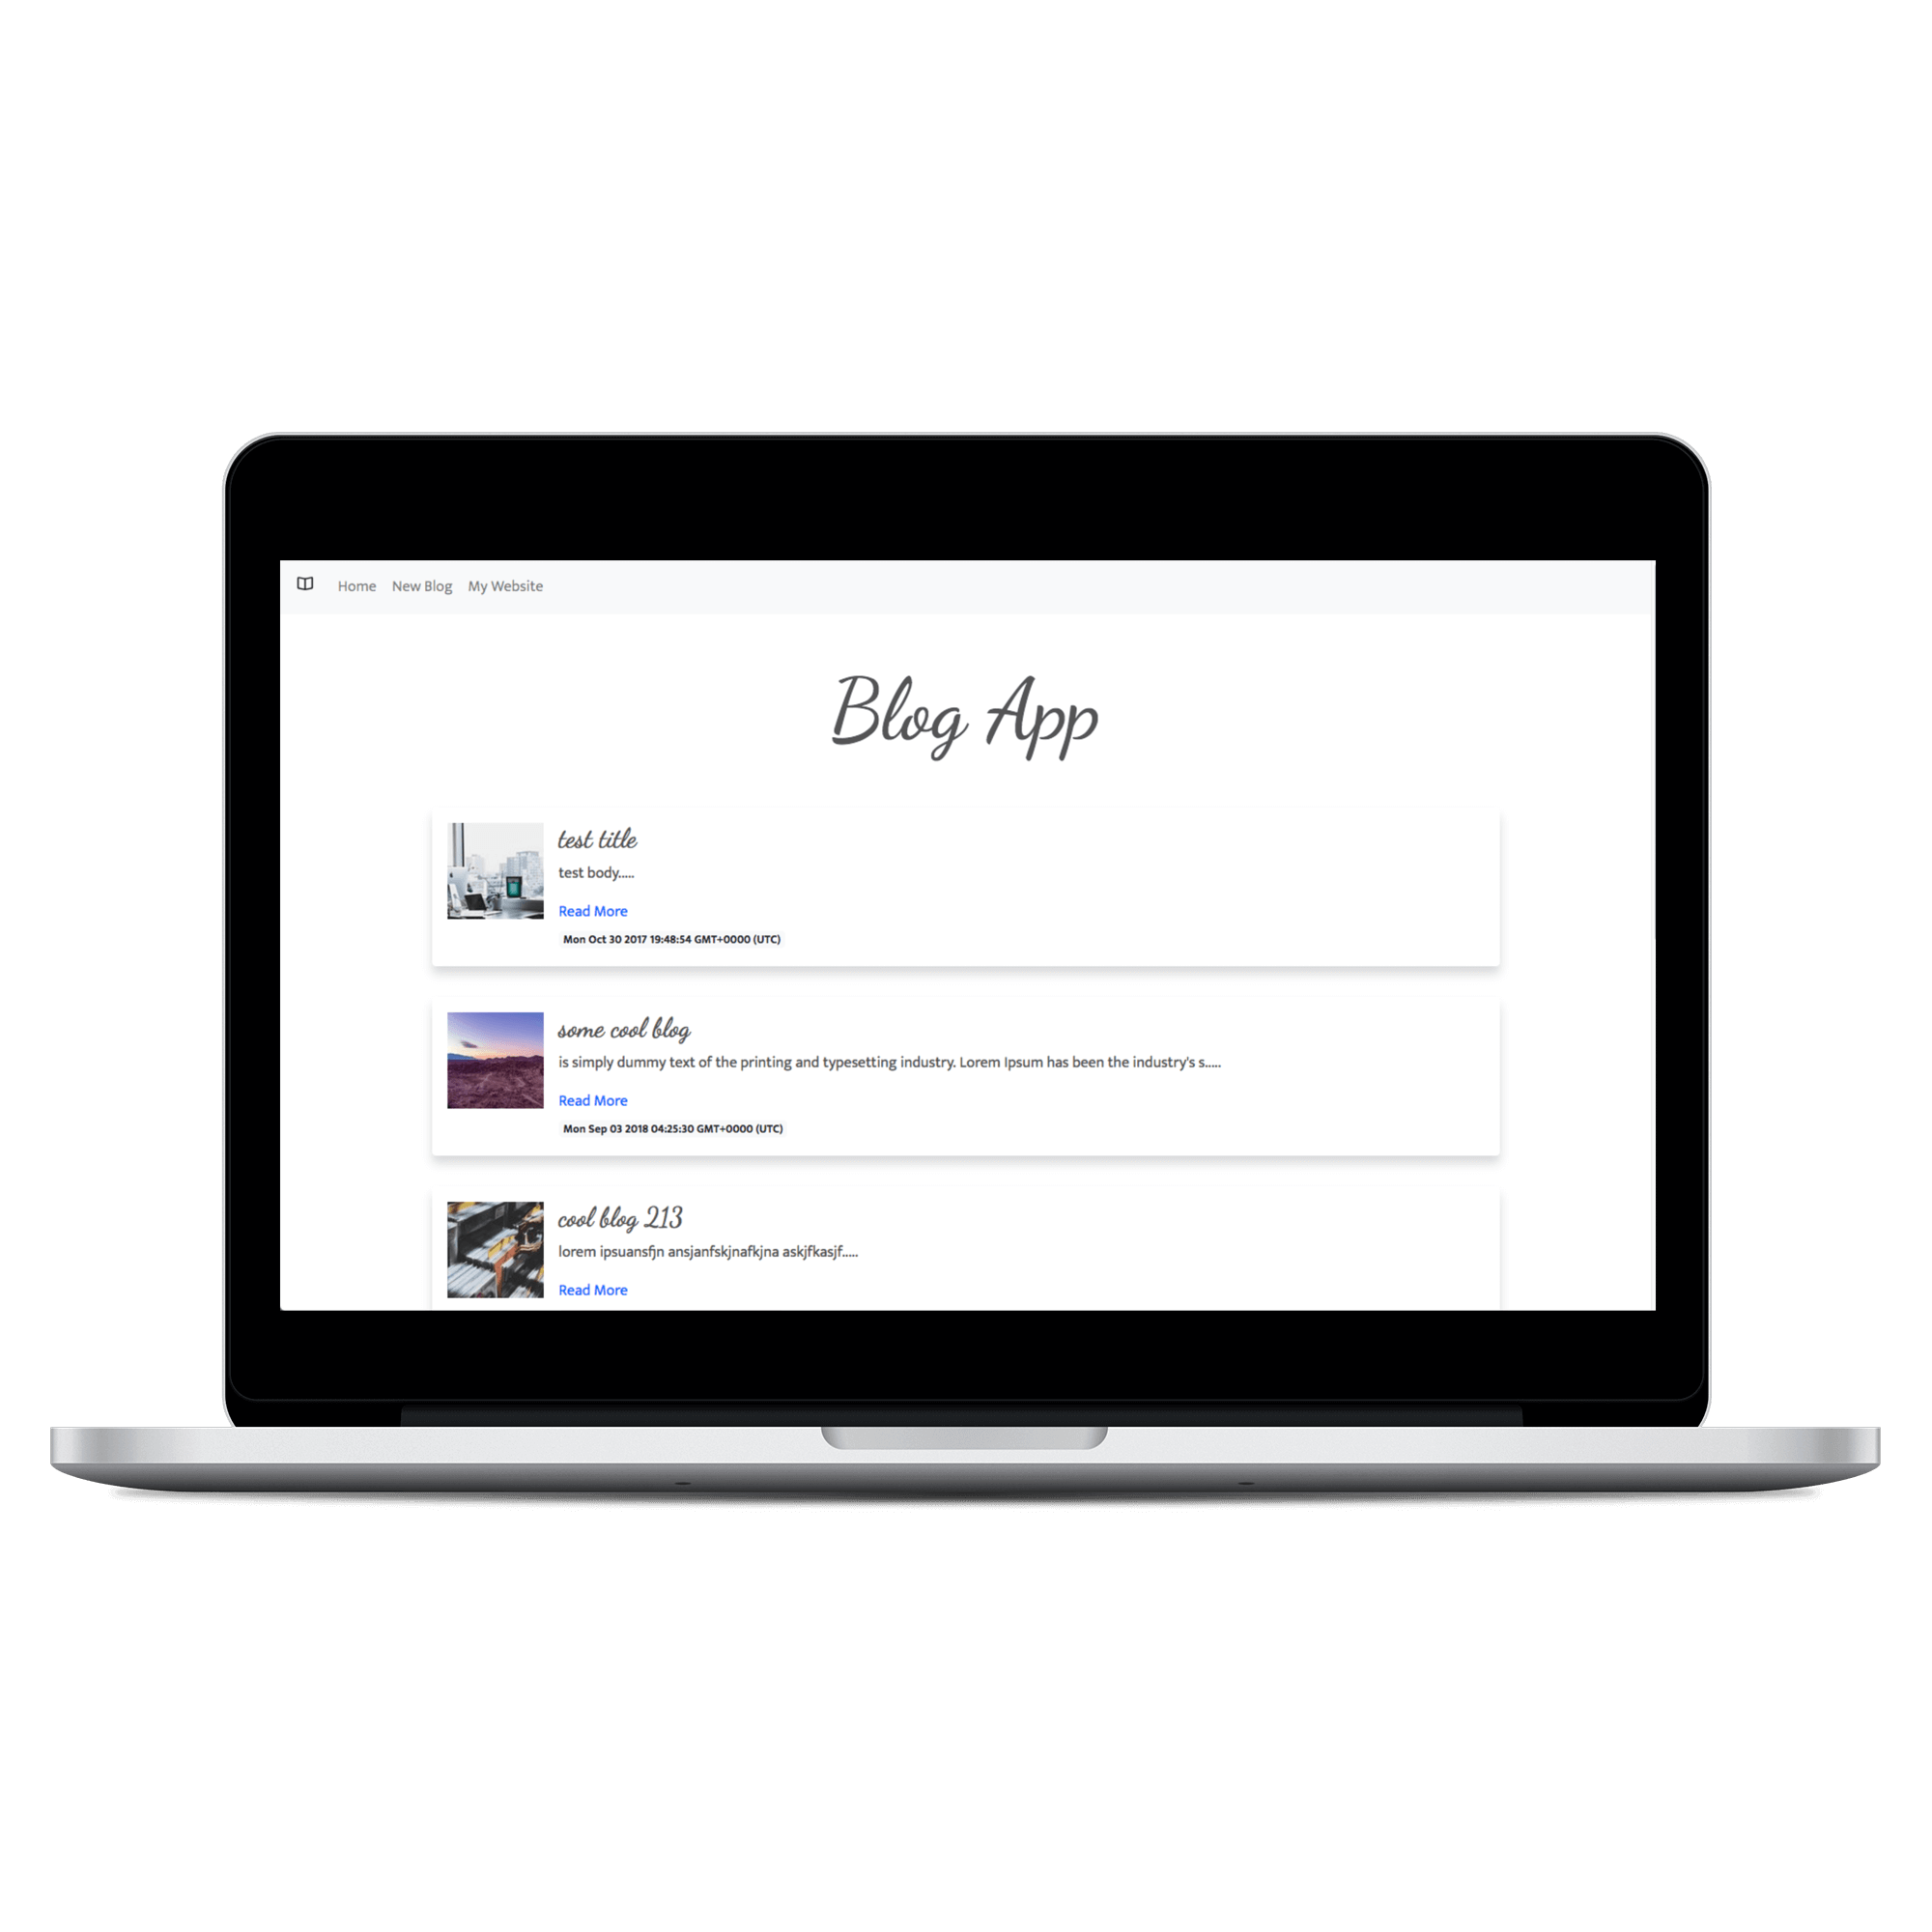 Home New Blog My Website
Blog App
test title
test body.....
Read More
Mon Oct 30 2017 19:48:54 GMT+0000 (UTC)
some cool blog
is simply dummy text of the printing and typesetting industry. Lorem Ipsum has been the industry's s.....
Read More
Mon Sep 03 2018 04:25:30 GMT+0000 (UTC)
cool blog 213
lorem ipsuansfjn ansjanfskjnafkjna askjfkasjf.....
Read More